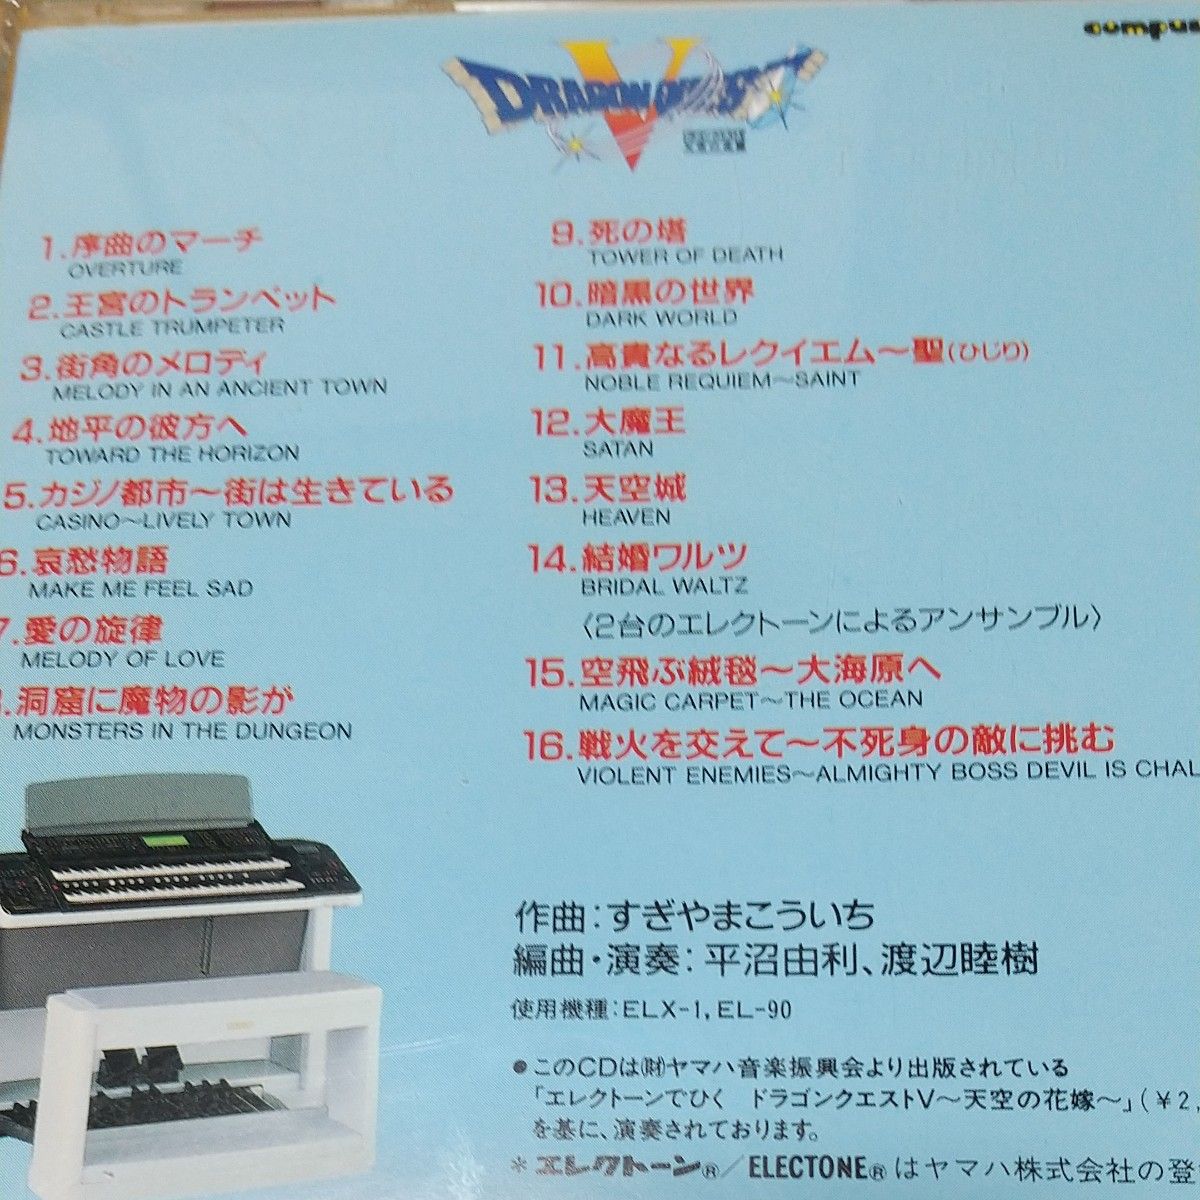 DRAGON QUEST
V
1.序曲のマーチ
OVERTURE
2.王宮のトランペット
CASTLE TRUMPETER
3.街角のメロディ
MELODY IN AN ANCIENT TOWN
4.地平の彼方へ
TOWARD THE HORIZON
5.カジノ都市〜街は生きている
CASINO〜LIVELY TOWN
6.哀愁物語
MAKE ME FEEL SAD
7.愛の旋律
MELODY OF LOVE
.洞窟に魔物の影が
MONSTERS IN THE DUNGEON
9.死の塔
TOWER OF DEATH
10.暗黒の世界
DARK WORLD
11.高貴なるレクイエム〜聖(ひじり)
NOBLE REQUIEM〜SAINT
12.大魔王
SATAN
13.天空城
HEAVEN
14.結婚ワルツ
BRIDAL WALTZ
〈2台のエレクトーンによるアンサンブル〉
15.空飛ぶ絨毯〜大海原へ
MAGIC CARPET〜THE OCEAN
16.戦火を交えて〜不死身の敵に挑む
VIOLENT ENEMIES〜ALMIGHTY BOSS DEVIL IS CHAL
作曲:すぎやまこういち
編曲・演奏:平沼由利、渡辺睦樹
使用機種:ELX-1,EL-90
●このCDは㈶ヤマハ音楽振興会より出版されている
「エレクトーンでひく ドラゴンクエストV〜天空の花嫁〜」(¥2,
を基に、演奏されております。
*エレクトーン®/ELECTONE®はヤマハ株式会社の登